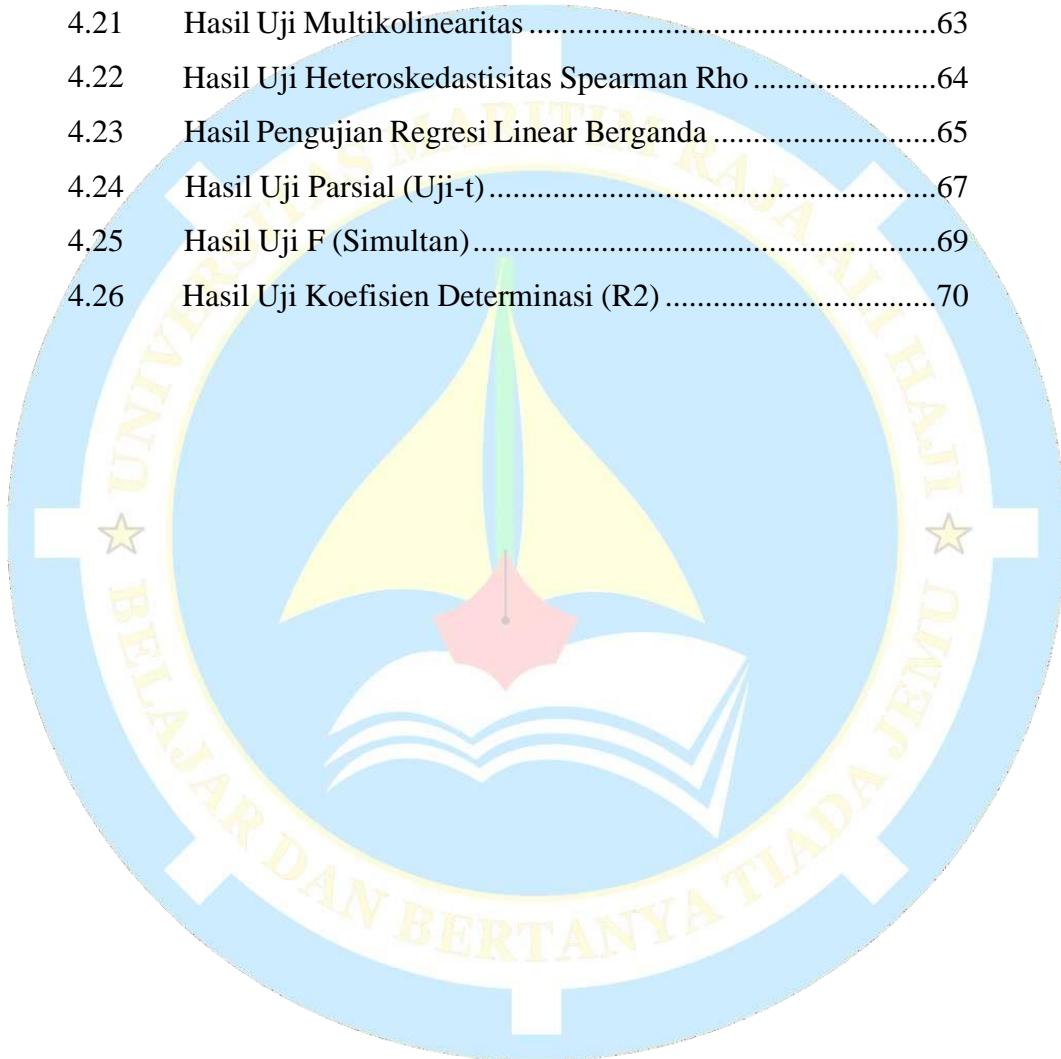 4.21 Hasil Uji Multikolinearitas ................................................63
4.22 Hasil Uji Heteroskedastisitas Spearman Rho .....................64
4.23 Hasil Pengujian Regresi Linear Berganda ..........................65
4.24 Hasil Uji Parsial (Uji-t) .....................................................67
4.25 Hasil Uji F (Simultan) .......................................................69
4.26 Hasil Uji Koefisien Determinasi (R2) ................................70
UNIVERSITAS MARITIM RAJA ALI HAJI
BELAJAR DAN BERTANYA TIADA JEMU